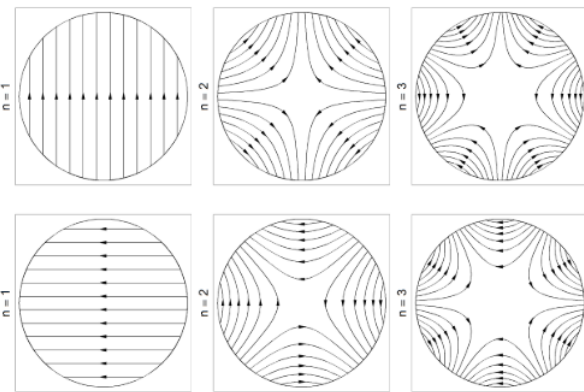 n = 1
n = 2
n = 3
n = 1
n = 2
n = 3